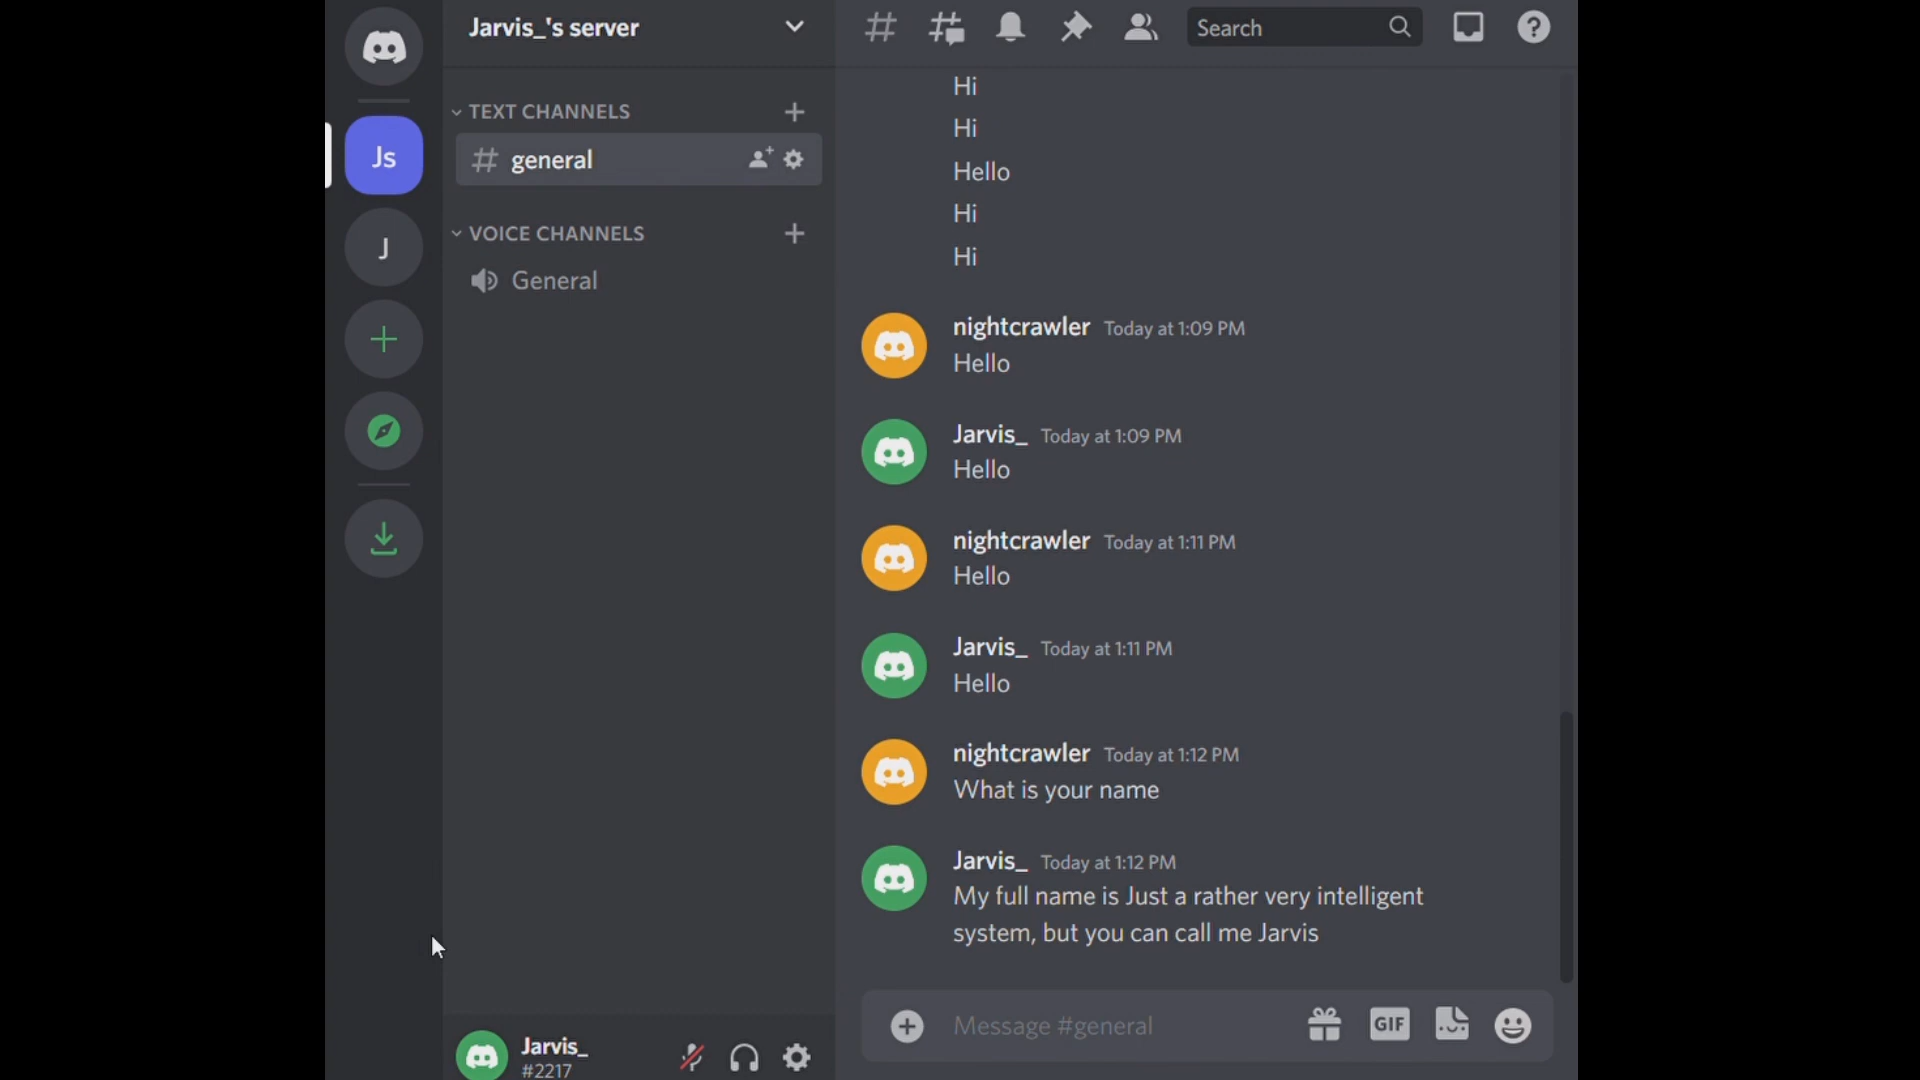 Jarvis_'s server
Search
TEXT CHANNELS
general
VOICE CHANNELS
General
Js
J
Hi
Hi
Hello
Hi
Hi
nightcrawler Today at 1:09 PM
Hello
Jarvis_ Today at 1:09 PM
Hello
nightcrawler Today at 1:11 PM
Hello
Jarvis_ Today at 1:11 PM
Hello
nightcrawler Today at 1:12 PM
What is your name
Jarvis_ Today at 1:12 PM
My full name is Just a rather very intelligent
system, but you can call me Jarvis
Message #general
GIF
Jarvis_
#2217